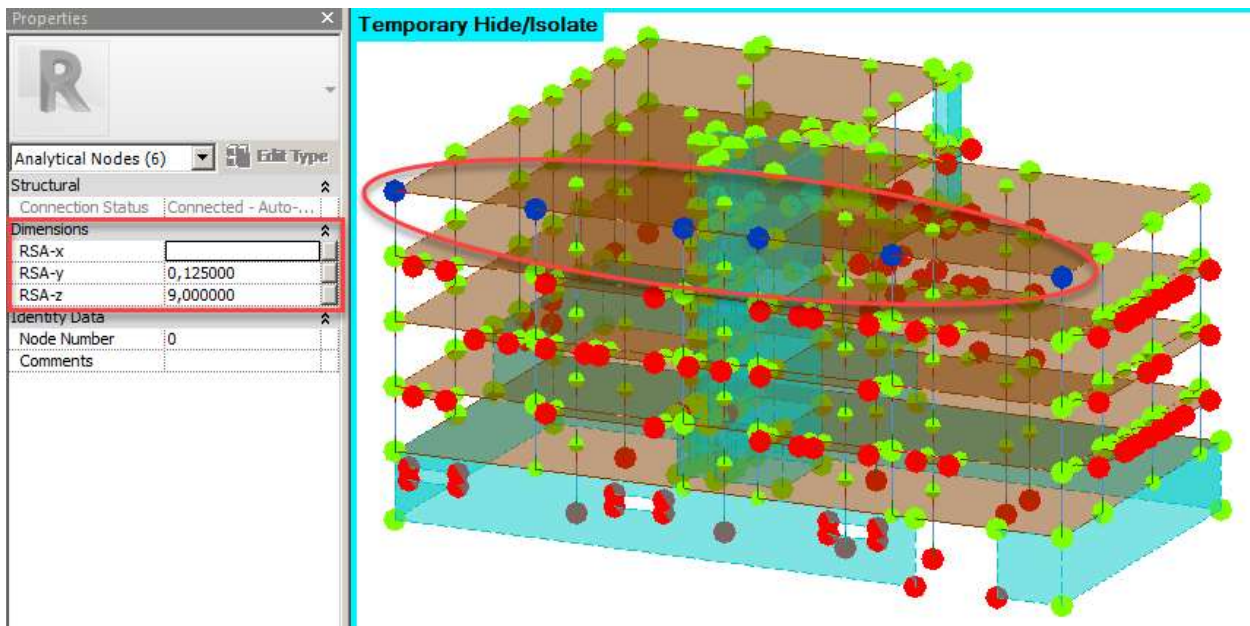 Properties
Temporary Hide/Isolate
R
Analytical Nodes (6)
Edit Type
Structural
Connection Status Connected - Auto-...
Dimensions
RSA-x
RSA-y 0,125000
RSA-z 9,000000
Identity Data
Node Number 0
Comments